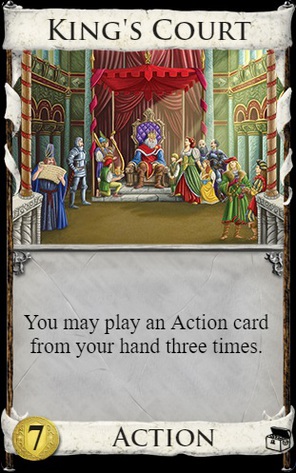 KING'S COURT
You may play an Action card
from your hand three times.
7
ACTION